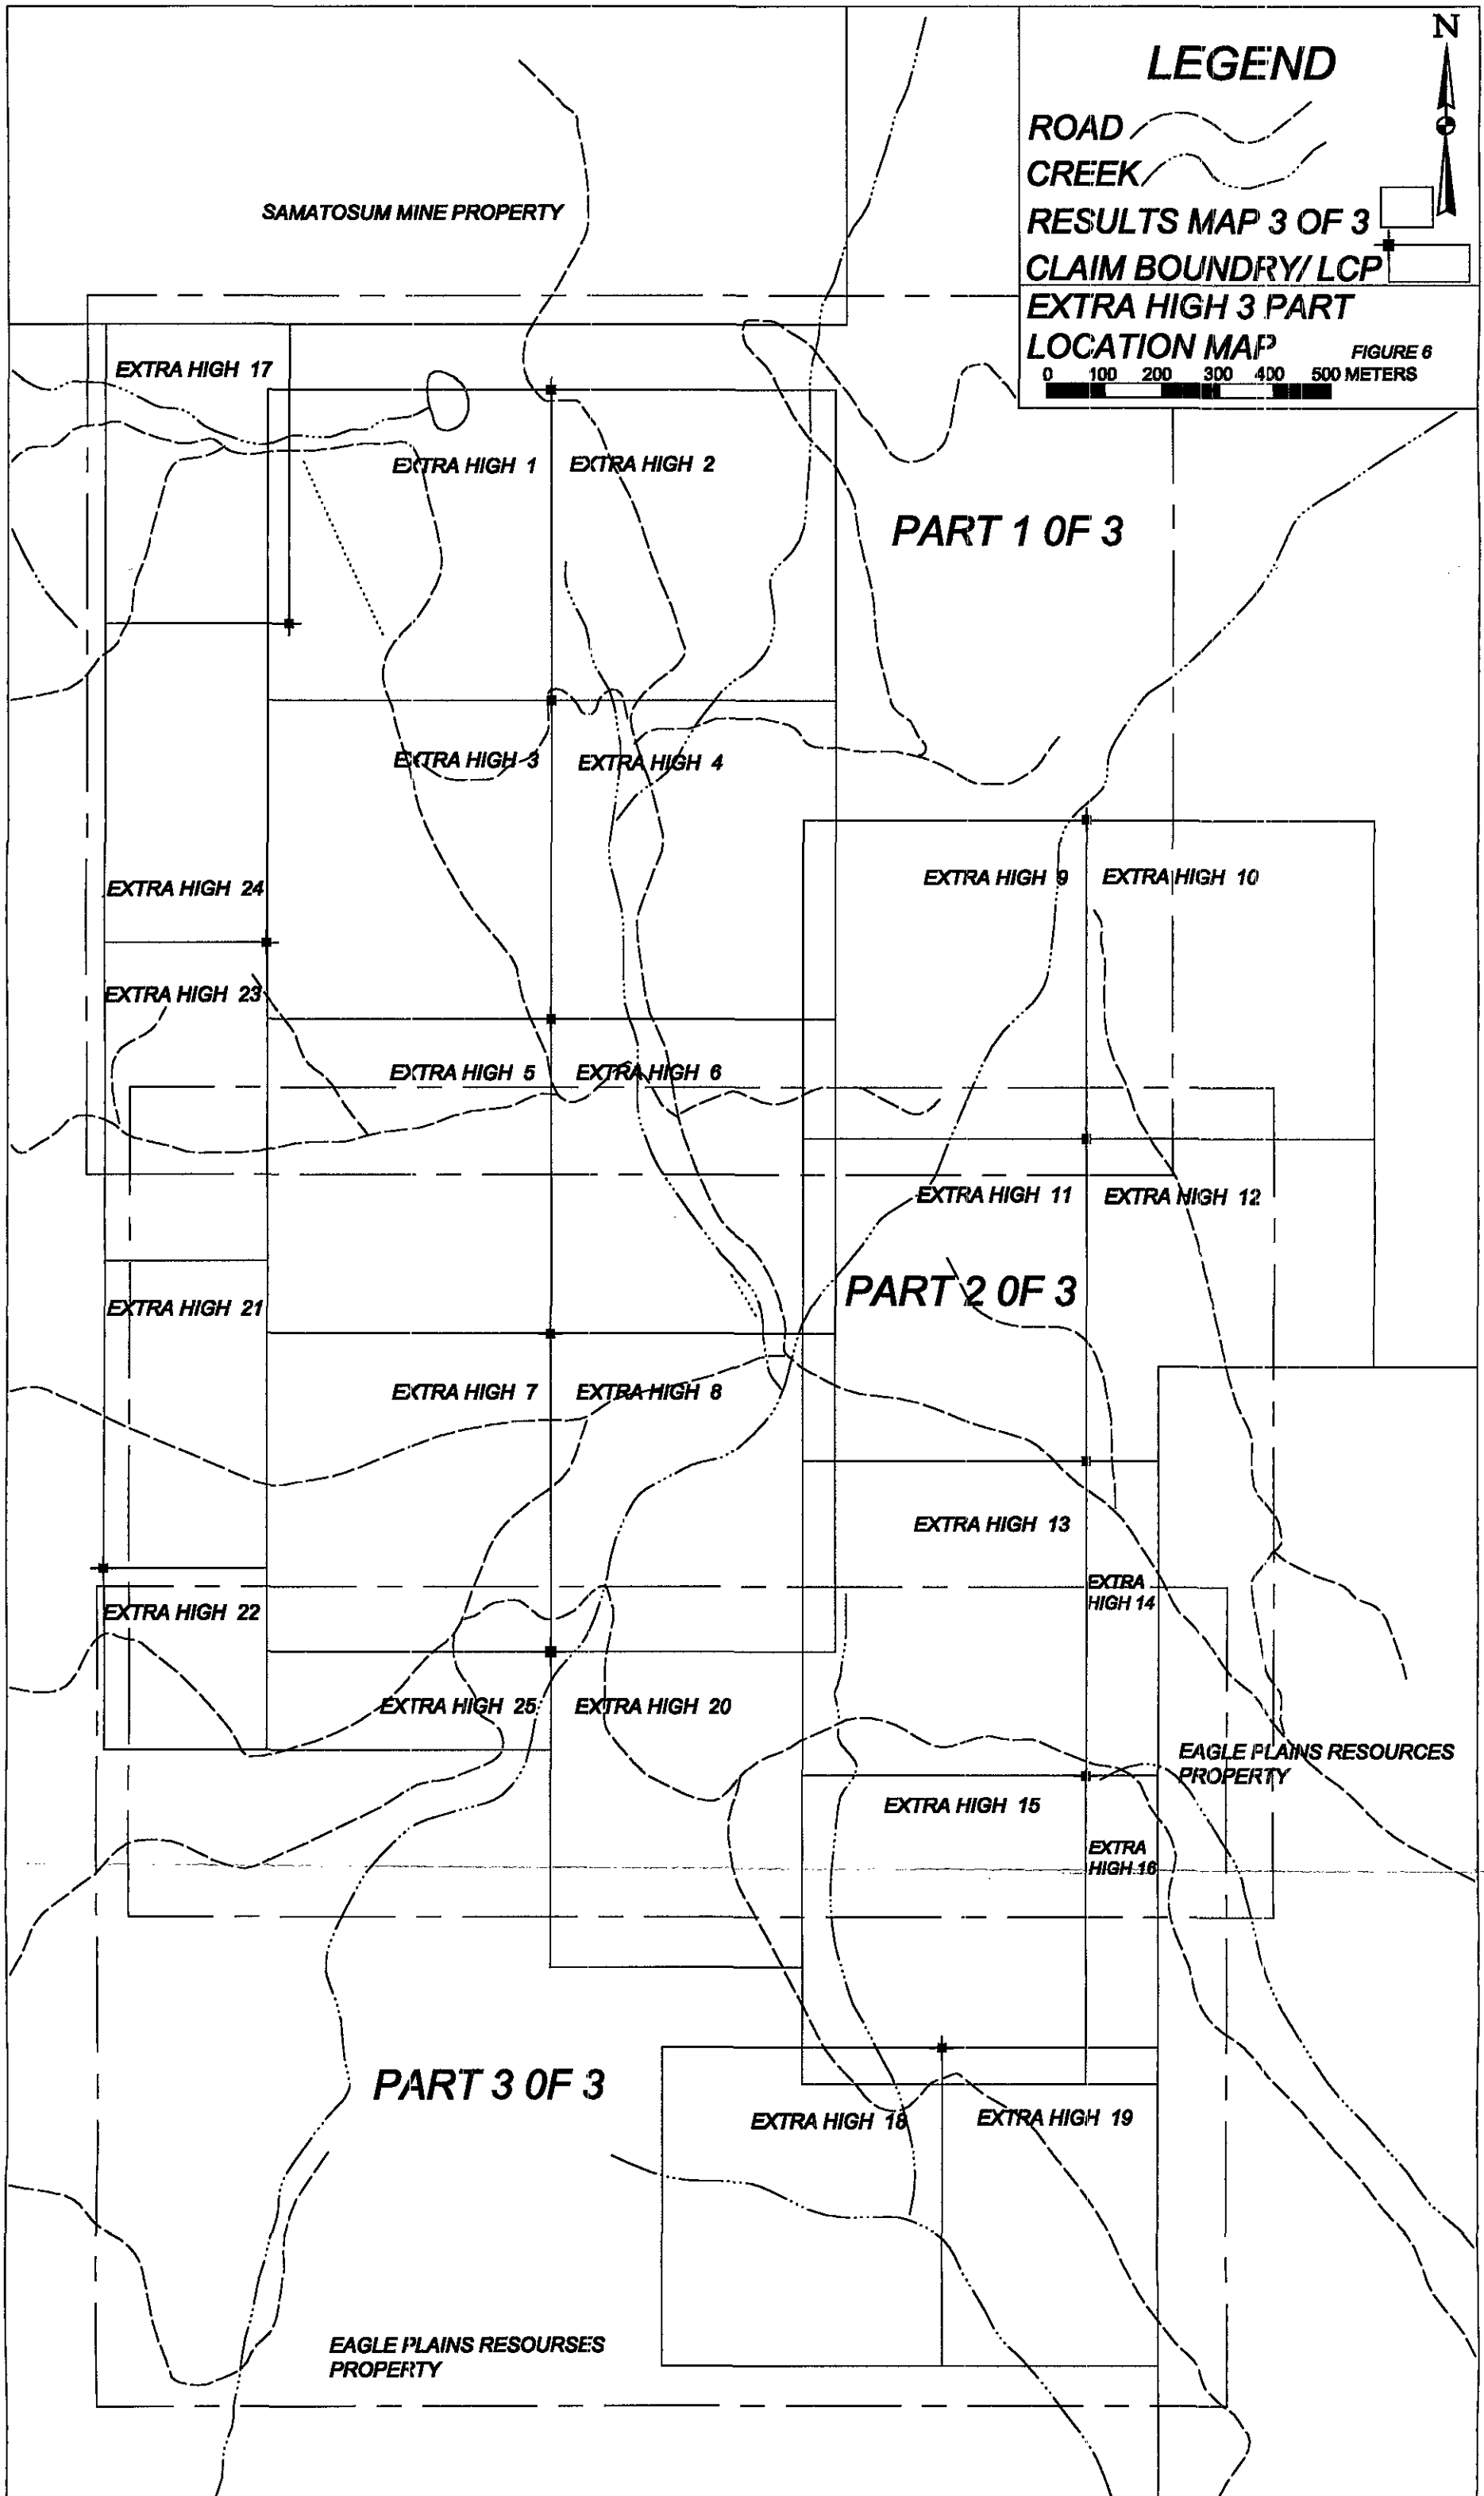 N
LEGEND
ROAD
CREEK
RESULTS MAP 3 OF 3
CLAIM BOUNDRY/ LCP
EXTRA HIGH 3 PART
LOCATION MAP
FIGURE 6
0 100 200 300 400 500 METERS
SAMATOSUM MINE PROPERTY
EXTRA HIGH 17
EXTRA HIGH 1
EXTRA HIGH 2
PART 1 0F 3
EXTRA HIGH 3
EXTRA HIGH 4
EXTRA HIGH 24
EXTRA HIGH 9
EXTRA HIGH 10
EXTRA HIGH 23
EXTRA HIGH 5
EXTRA HIGH 6
EXTRA HIGH 11
EXTRA HIGH 12
PART 2 0F 3
EXTRA HIGH 21
EXTRA HIGH 7
EXTRA HIGH 8
EXTRA HIGH 13
EXTRA
HIGH 14
EXTRA HIGH 22
EXTRA HIGH 25
EXTRA HIGH 20
EAGLE PLAINS RESOURCES
PROPERTY
EXTRA HIGH 15
EXTRA
HIGH 16
PART 3 0F 3
EXTRA HIGH 18
EXTRA HIGH 19
EAGLE PLAINS RESOURSES
PROPERTY